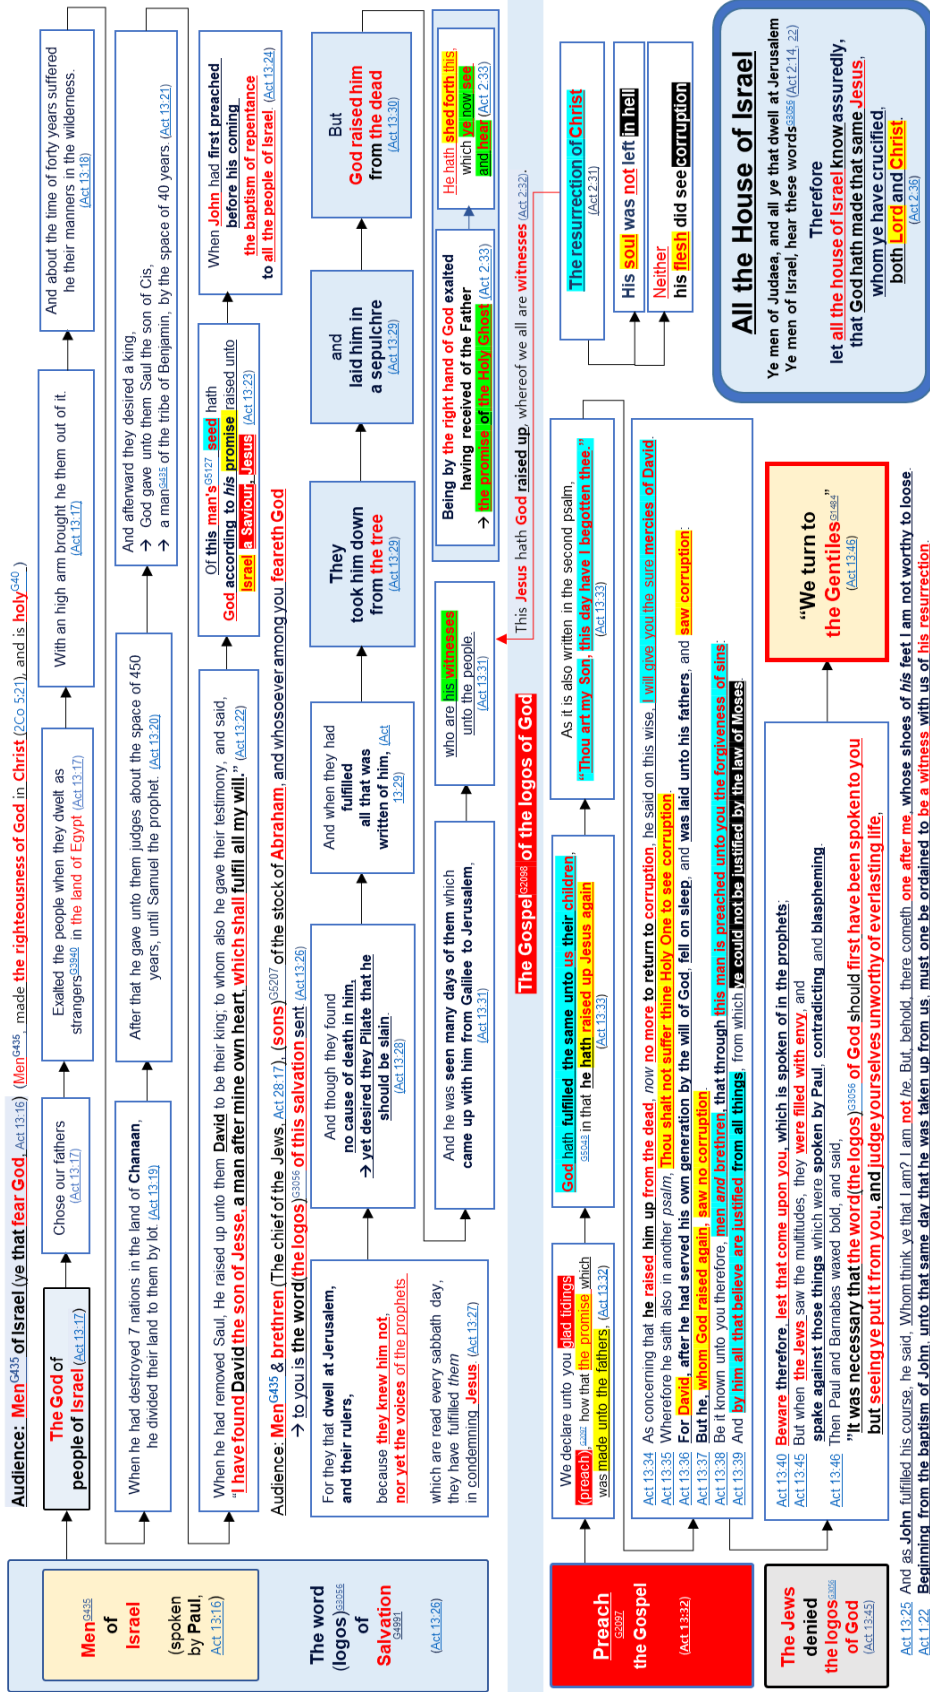 Audience: Men^G435 of Israel (ye that fear God, Act 13:16) (Men^G435, made the righteousness of God in Christ (2Co 5:21), and is holy^G40)
Men^G435
of
Israel
(spoken
by Paul,
Act 13:16)
The God of
people of Israel (Act 13:17)
Chose our fathers
(Act 13:17)
Exalted the people when they dwelt as
strangers^G3940 in the land of Egypt (Act 13:17)
With an high arm brought he them out of it.
(Act 13:17)
And about the time of forty years suffered
he their manners in the wilderness.
(Act 13:18)
When he had destroyed 7 nations in the land of Chanaan,
he divided their land to them by lot. (Act 13:19)
After that he gave unto them judges about the space of 450
years, until Samuel the prophet. (Act 13:20)
And afterward they desired a king,
→ God gave unto them Saul the son of Cis,
→ a man^G435 of the tribe of Benjamin, by the space of 40 years. (Act 13:21)
When he had removed Saul, He raised up unto them David to be their king; to whom also he gave their testimony, and said,
“I have found David the son of Jesse, a man after mine own heart, which shall fulfil all my will.” (Act 13:22)
Of this man's^G5127 seed hath
God according to his promise raised unto
Israel a Saviour, Jesus (Act 13:23)
When John had first preached
before his coming
the baptism of repentance
to all the people of Israel. (Act 13:24)
Audience: Men^G435 & brethren (The chief of the Jews, Act 28:17), (sons)^G5207 of the stock of Abraham, and whosoever among you feareth God
→ to you is the word (the logos)^G3056 of this salvation sent (Act 13:26)
The word
(logos)^G3056
of
Salvation
G4991
(Act 13:26)
For they that dwell at Jerusalem,
and their rulers,
because they knew him not,
nor yet the voices of the prophets
which are read every sabbath day,
they have fulfilled them
in condemning Jesus (Act 13:27)
And though they found
no cause of death in him,
→ yet desired they Pilate that he
should be slain.
(Act 13:28)
And when they had
fulfilled
all that was
written of him, (Act
13:29)
They
took him down
from the tree
(Act 13:29)
and
laid him in
a sepulchre
(Act 13:29)
But
God raised him
from the dead
(Act 13:30)
And he was seen many days of them which
came up with him from Galilee to Jerusalem,
(Act 13:31)
who are his witnesses
unto the people.
(Act 13:31)
Being by the right hand of God exalted
having received of the Father
→ the promise of the Holy Ghost (Act 2:33)
He hath shed forth this,
which ye now see
and hear (Act 2:33)
The Gospel^G2098 of the logos of God
This Jesus hath God raised up, whereof we all are witnesses (Act 2:32).
Preach
G2097
the Gospel
(Act 13:32)
We declare unto you glad tidings
(preach),^G2097 how that the promise which
was made unto the fathers, (Act 13:32)
God hath fulfilled the same unto us their children,
G5043 in that he hath raised up Jesus again
(Act 13:33)
As it is also written in the second psalm,
“Thou art my Son, this day have I begotten thee.”
(Act 13:33)
The resurrection of Christ
(Act 2:31)
His soul was not left in hell
Neither
his flesh did see corruption
Act 13:34 As concerning that he raised him up from the dead, now no more to return to corruption, he said on this wise, I will give you the sure mercies of David.
Act 13:35 Wherefore he saith also in another psalm, Thou shalt not suffer thine Holy One to see corruption.
Act 13:36 For David, after he had served his own generation by the will of God, fell on sleep, and was laid unto his fathers, and saw corruption:
Act 13:37 But he, whom God raised again, saw no corruption.
Act 13:38 Be it known unto you therefore, men and brethren, that through this man is preached unto you the forgiveness of sins:
Act 13:39 And by him all that believe are justified from all things, from which ye could not be justified by the law of Moses.
The Jews
denied
the logos^G3056
of God
(Act 13:45)
Act 13:40 Beware therefore, lest that come upon you, which is spoken of in the prophets;
Act 13:45 But when the Jews saw the multitudes, they were filled with envy, and
spake against those things which were spoken by Paul, contradicting and blaspheming.
Act 13:46 Then Paul and Barnabas waxed bold, and said,
"It was necessary that the word (the logos)^G3056 of God should first have been spoken to you
but seeing ye put it from you, and judge yourselves unworthy of everlasting life,
“We turn to
the Gentiles^G1484”
(Act 13:46)
All the House of Israel
Ye men of Judaea, and all ye that dwell at Jerusalem
Ye men of Israel, hear these words^G3056 (Act 2:14, 22)
Therefore
let all the house of Israel know assuredly,
that God hath made that same Jesus,
whom ye have crucified,
both Lord and Christ.
(Act 2:36)
Act 13:25 And as John fulfilled his course, he said, Whom think ye that I am? I am not he. But, behold, there cometh one after me, whose shoes of his feet I am not worthy to loose.
Act 1:22 Beginning from the baptism of John, unto that same day that he was taken up from us, must one be ordained to be a witness with us of his resurrection.